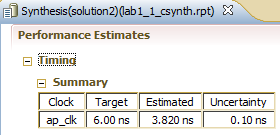 Synthesis(solution2)(lab1_1_csynth.rpt)
Performance Estimates
Timing
Summary
Clock Target Estimated Uncertainty
ap_clk 6.00 ns 3.820 ns 0.10 ns